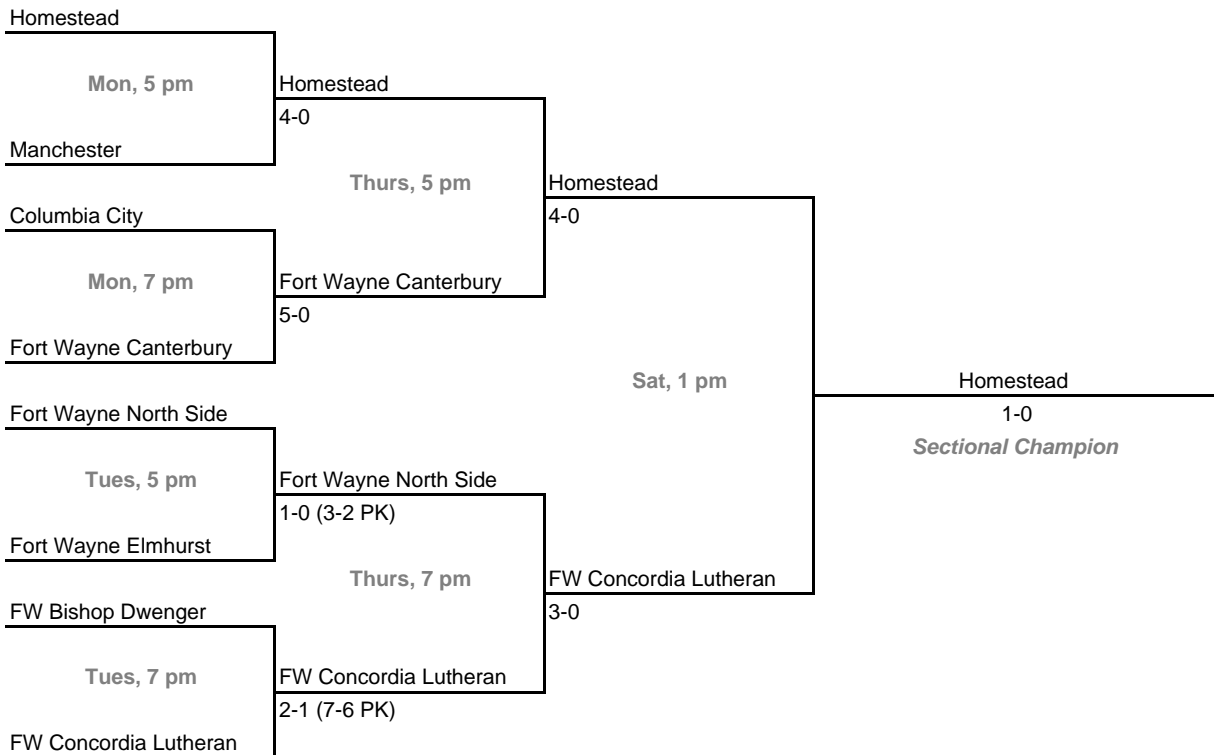 Homestead
Mon, 5 pm
Homestead
4-0
Manchester
Thurs, 5 pm
Homestead
4-0
Columbia City
Mon, 7 pm
Fort Wayne Canterbury
5-0
Fort Wayne Canterbury
Sat, 1 pm
Homestead
1-0
Sectional Champion
Fort Wayne North Side
Tues, 5 pm
Fort Wayne North Side
1-0 (3-2 PK)
Fort Wayne Elmhurst
Thurs, 7 pm
FW Concordia Lutheran
3-0
FW Bishop Dwenger
Tues, 7 pm
FW Concordia Lutheran
2-1 (7-6 PK)
FW Concordia Lutheran